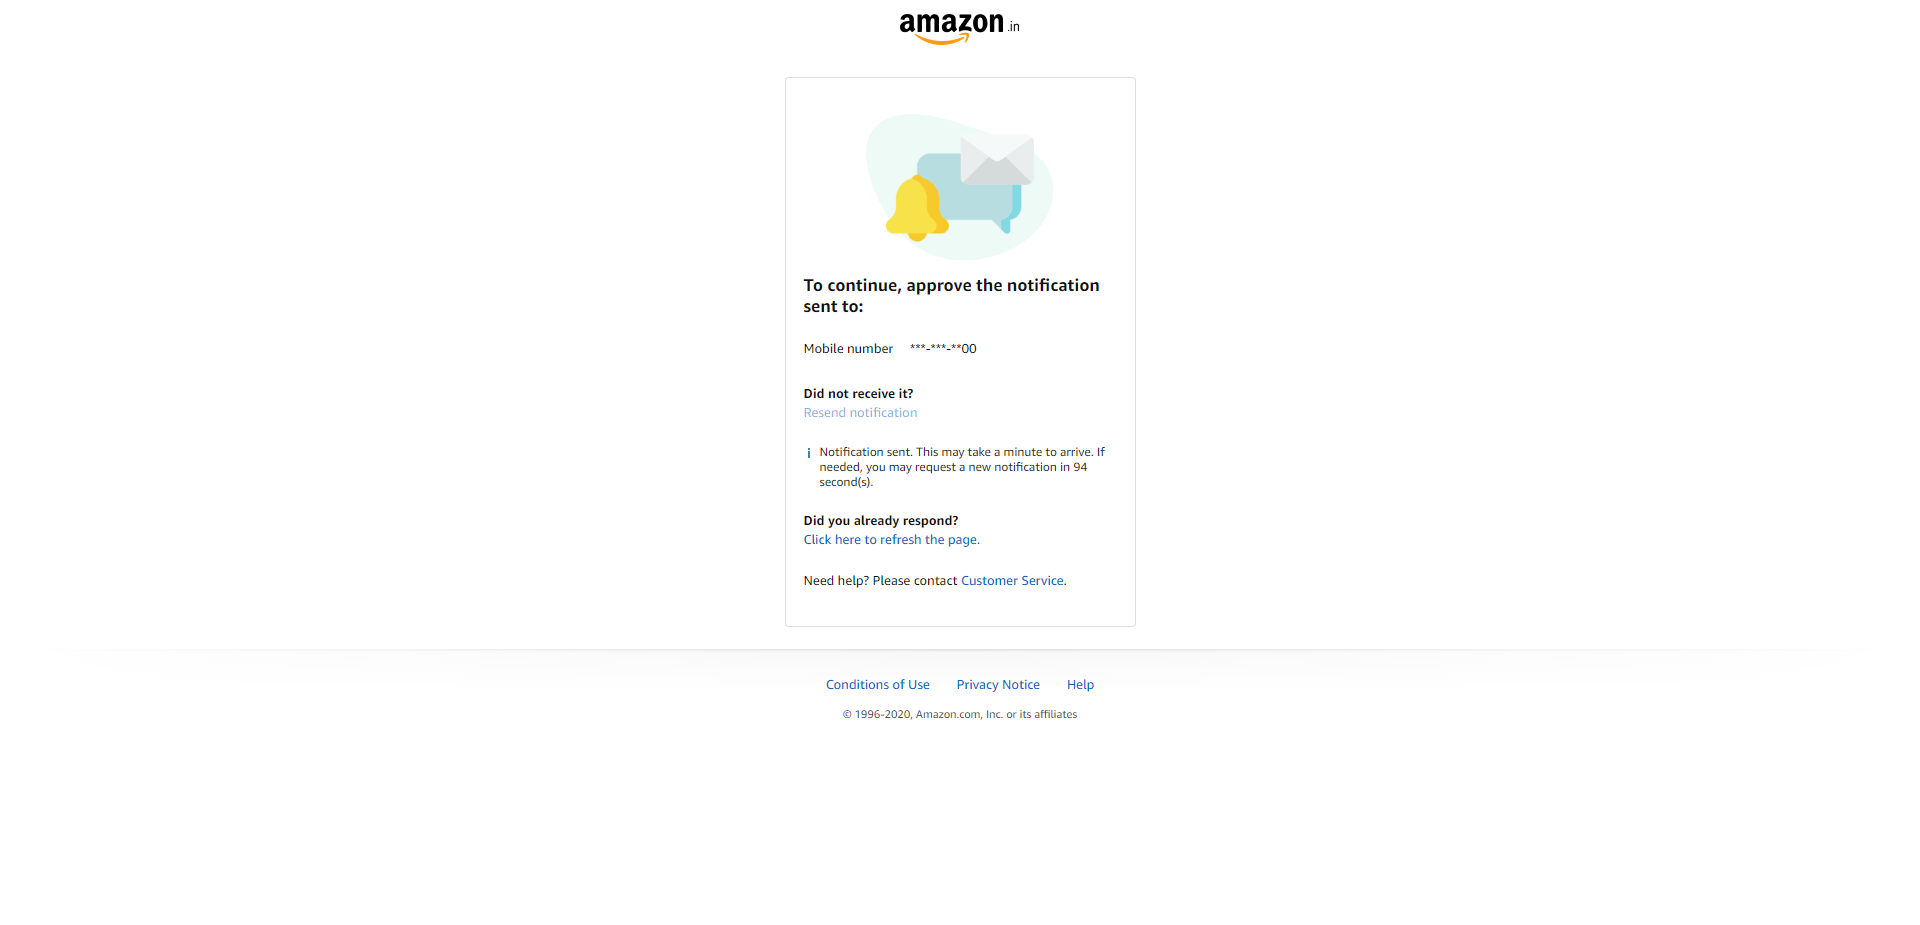 amazon.in
To continue, approve the notification
sent to:
Mobile number ***-***-**00
Did not receive it?
Resend notification
i Notification sent. This may take a minute to arrive. If
needed, you may request a new notification in 94
second(s).
Did you already respond?
Click here to refresh the page.
Need help? Please contact Customer Service.
Conditions of Use Privacy Notice Help
© 1996-2020, Amazon.com, Inc. or its affiliates